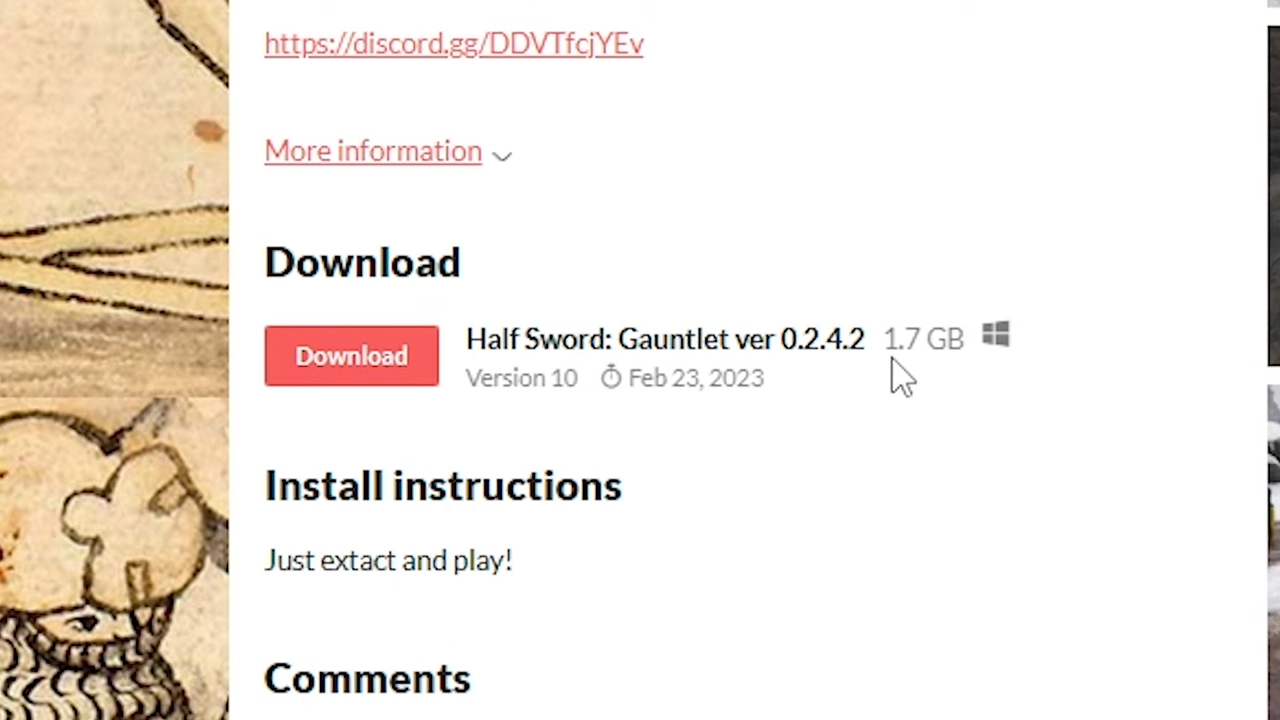 https://discord.gg/DDVTfcjYEv
More information
Download
Download
Half Sword: Gauntlet ver 0.2.4.2 1.7 GB
Version 10 Feb 23, 2023
Install instructions
Just extact and play!
Comments